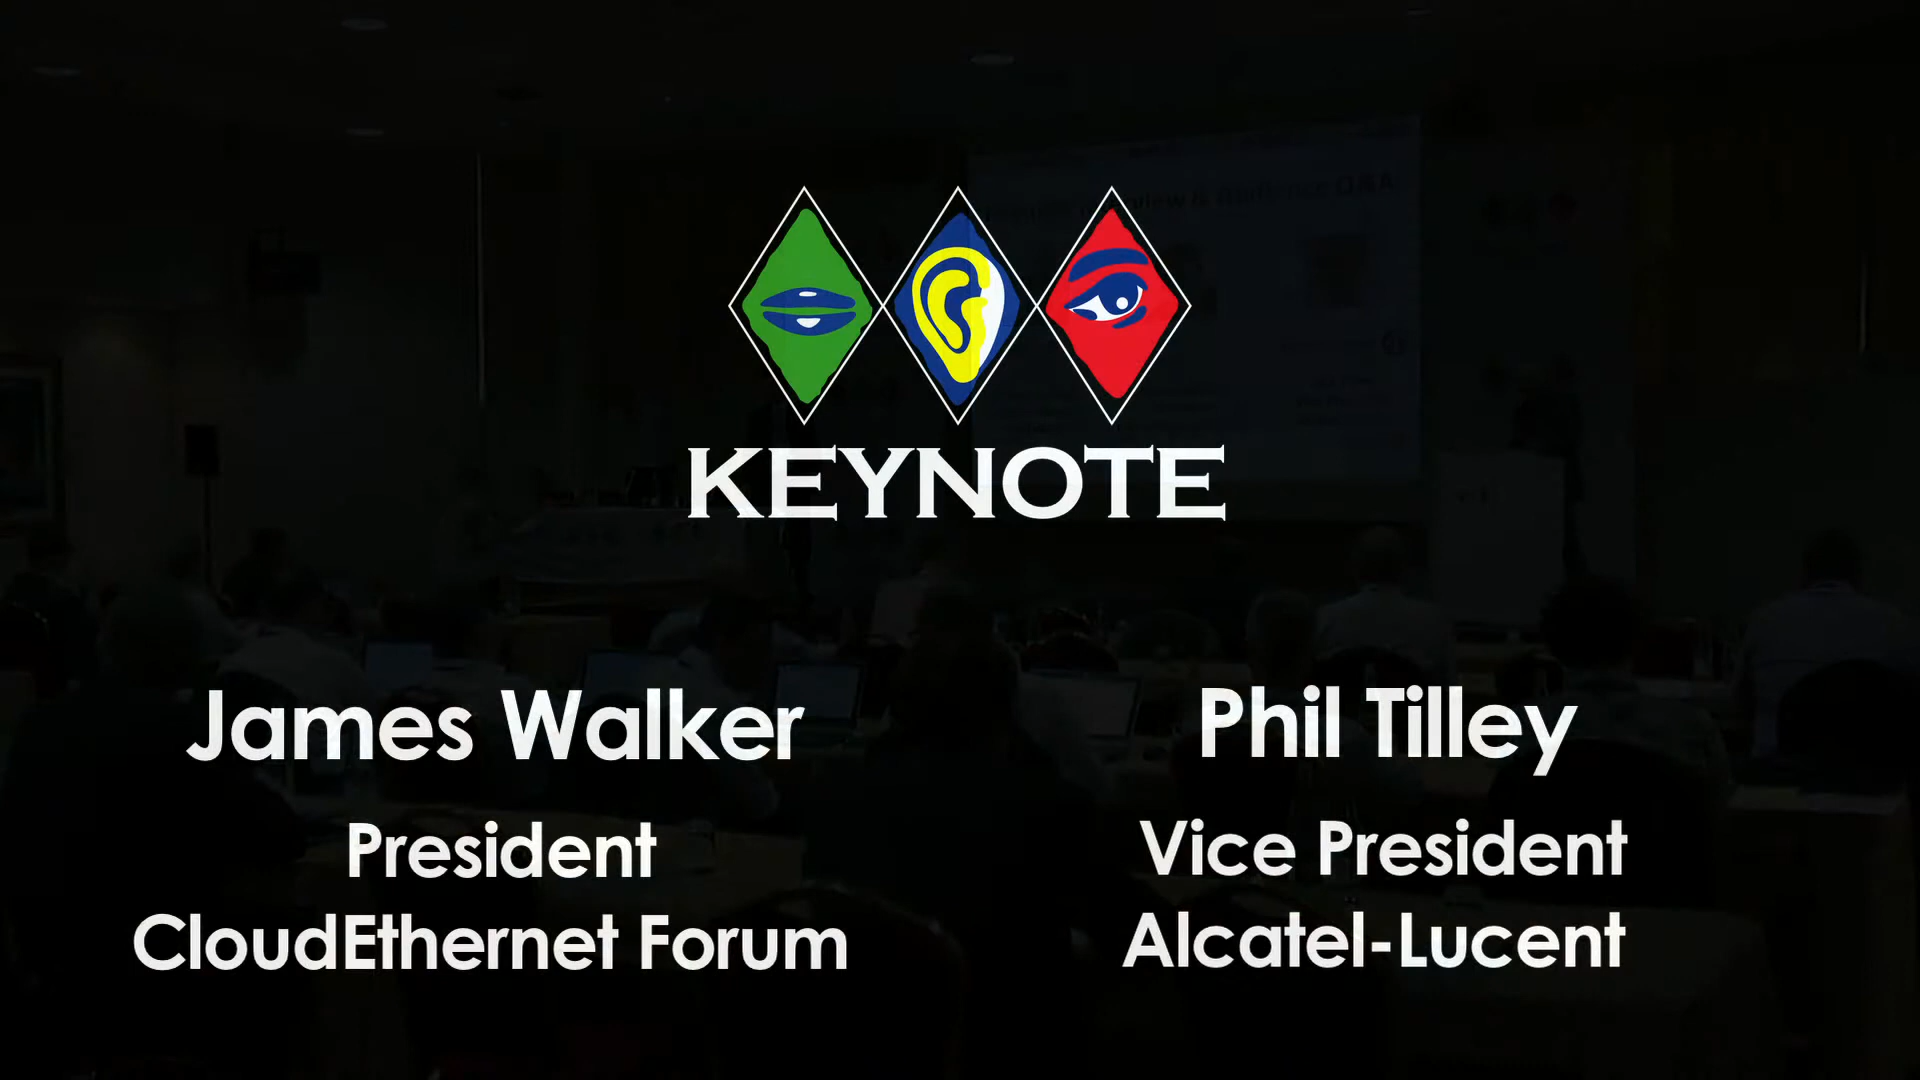 KEYNOTE
James Walker
President
CloudEthernet Forum
Phil Tilley
Vice President
Alcatel-Lucent